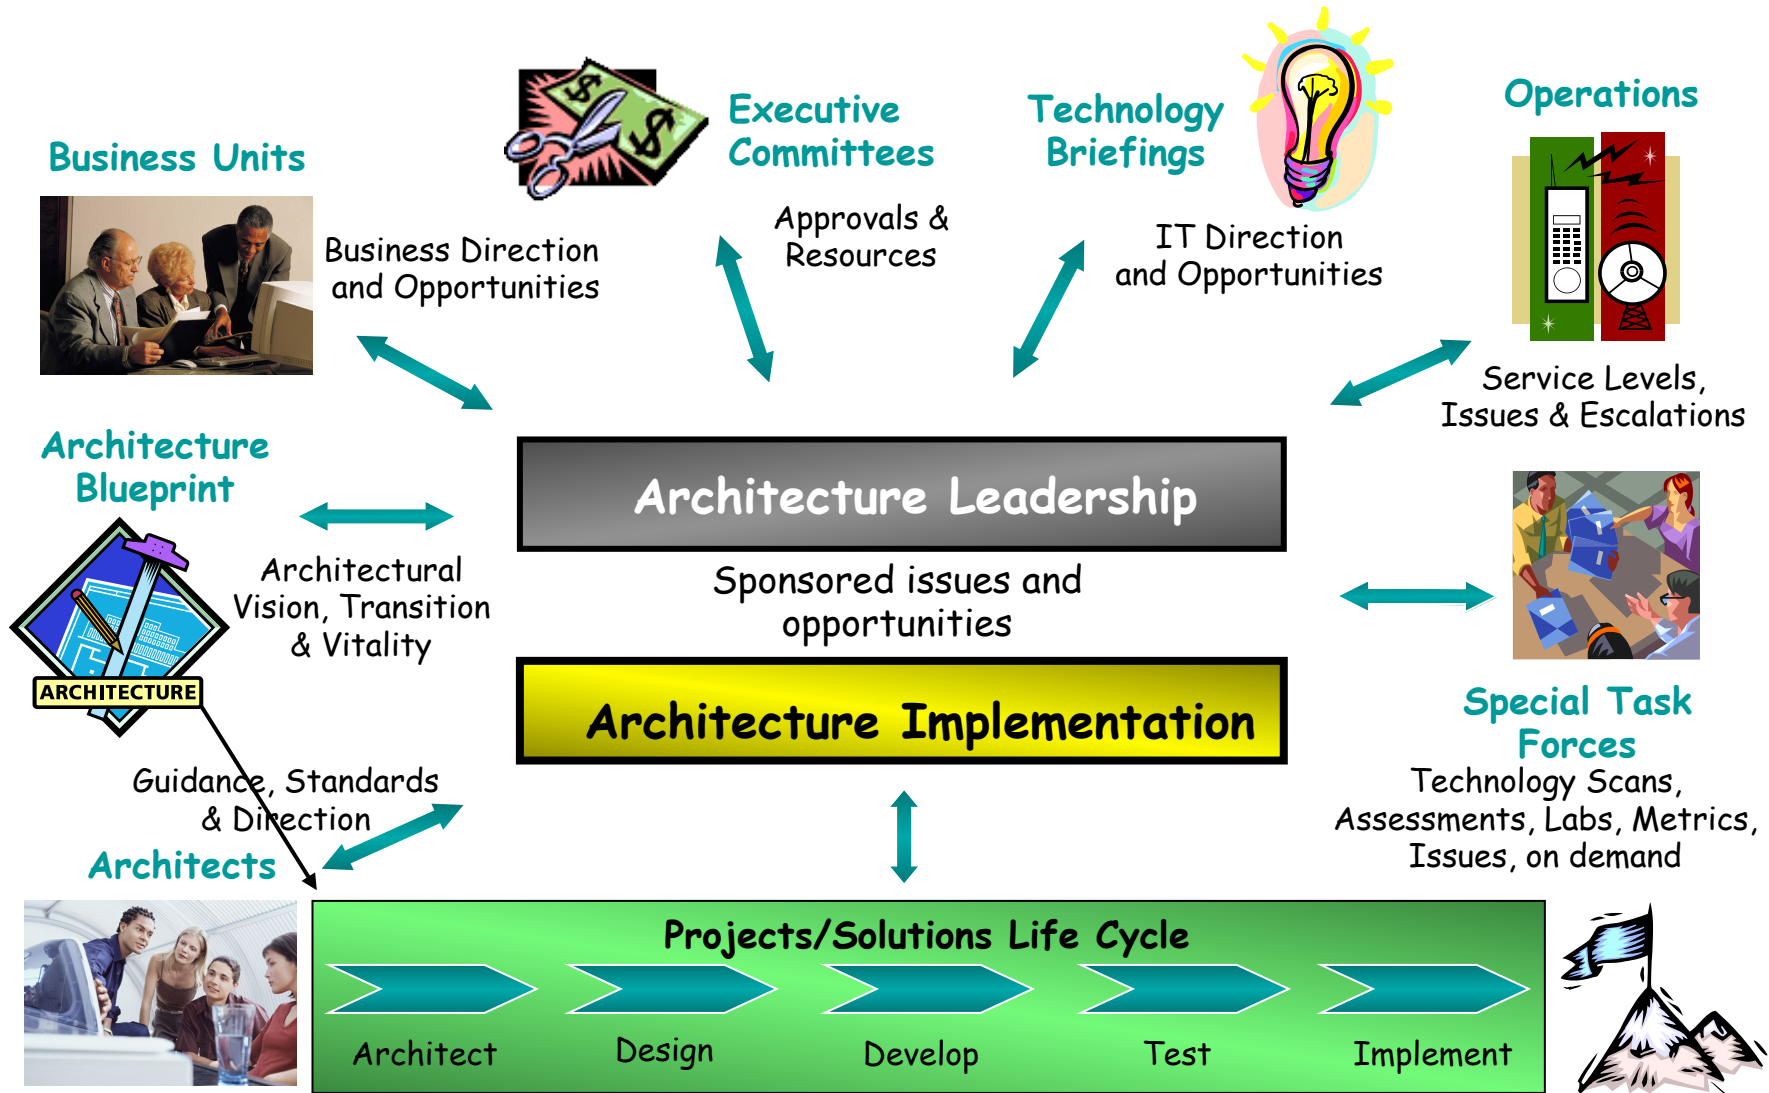 Business Units
Business Direction
and Opportunities
Executive
Committees
Approvals &
Resources
Technology
Briefings
IT Direction
and Opportunities
Operations
Service Levels,
Issues & Escalations
Architecture
Blueprint
Architectural
Vision, Transition
& Vitality
ARCHITECTURE
Architecture Leadership
Sponsored issues and
opportunities
Architecture Implementation
Special Task
Forces
Technology Scans,
Assessments, Labs, Metrics,
Issues, on demand
Guidance, Standards
& Direction
Architects
Projects/Solutions Life Cycle
Architect
Design
Develop
Test
Implement